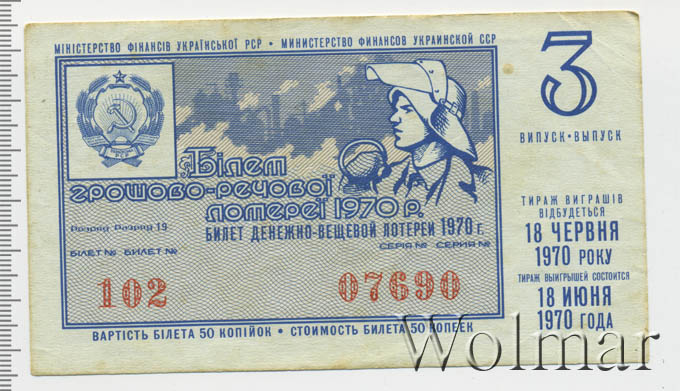 МІНІСТЕРСТВО ФІНАНСІВ УКРАЇНСЬКОЇ РСР • МИНИСТЕРСТВО ФИНАНСОВ УКРАИНСКОЙ ССР
3
ВИПУСК • ВЫПУСК
УРСР
Білет
грошово-речової
лотереї 1970 р.
БИЛЕТ ДЕНЕЖНО-ВЕЩЕВОЙ ЛОТЕРЕИ 1970 г.
Розряд Разряд 19
БІЛЕТ № БИЛЕТ №
СЕРІЯ № СЕРИЯ №
102
07690
ВАРТІСТЬ БІЛЕТА 50 КОПІЙОК • СТОИМОСТЬ БИЛЕТА 50 КОПЕЕК
ТИРАЖ ВИГРАШІВ
ВІДБУДЕТЬСЯ
18 ЧЕРВНЯ
1970 РОКУ
ТИРАЖ ВЫИГРЫШЕЙ СОСТОИТСЯ
18 ИЮНЯ
1970 ГОДА
Wolmar